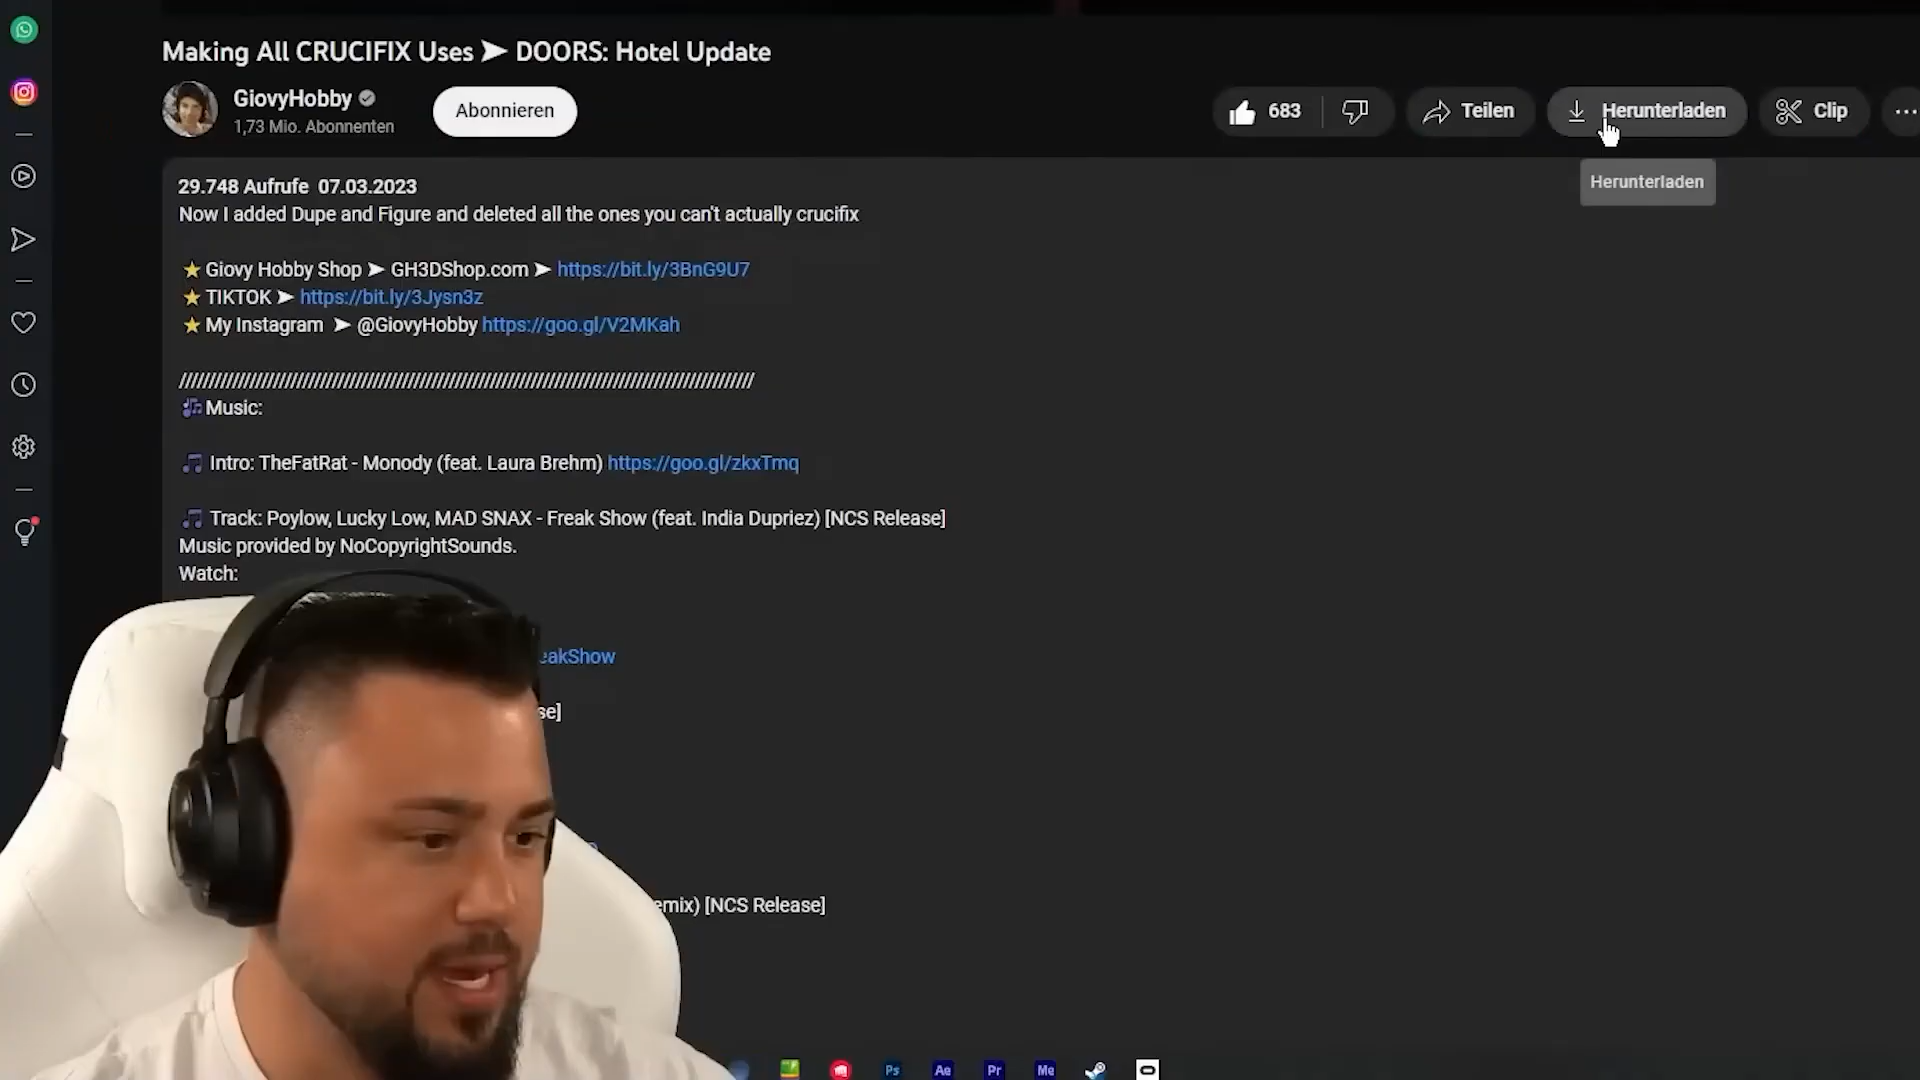 Making All CRUCIFIX Uses ➤ DOORS: Hotel Update
GiovyHobby
1,73 Mio. Abonnenten
Abonnieren
683
Teilen
Herunterladen
Clip
Herunterladen
29.748 Aufrufe 07.03.2023
Now I added Dupe and Figure and deleted all the ones you can't actually crucifix
⭐ Giovy Hobby Shop ➤ GH3DShop.com ➤ https://bit.ly/3BnG9U7
⭐ TIKTOK ➤ https://bit.ly/3Jysn3z
⭐ My Instagram ➤ @GiovyHobby https://goo.gl/V2MKah
////////////////////////////////////////////////////////////////////////////////////////
🎶 Music:
🎵 Intro: TheFatRat - Monody (feat. Laura Brehm) https://goo.gl/zkxTmq
🎵 Track: Poylow, Lucky Low, MAD SNAX - Freak Show (feat. India Dupriez) [NCS Release]
Music provided by NoCopyrightSounds.
Watch:
eakShow
se]
emix) [NCS Release]
Ps
Ae
Pr
Me